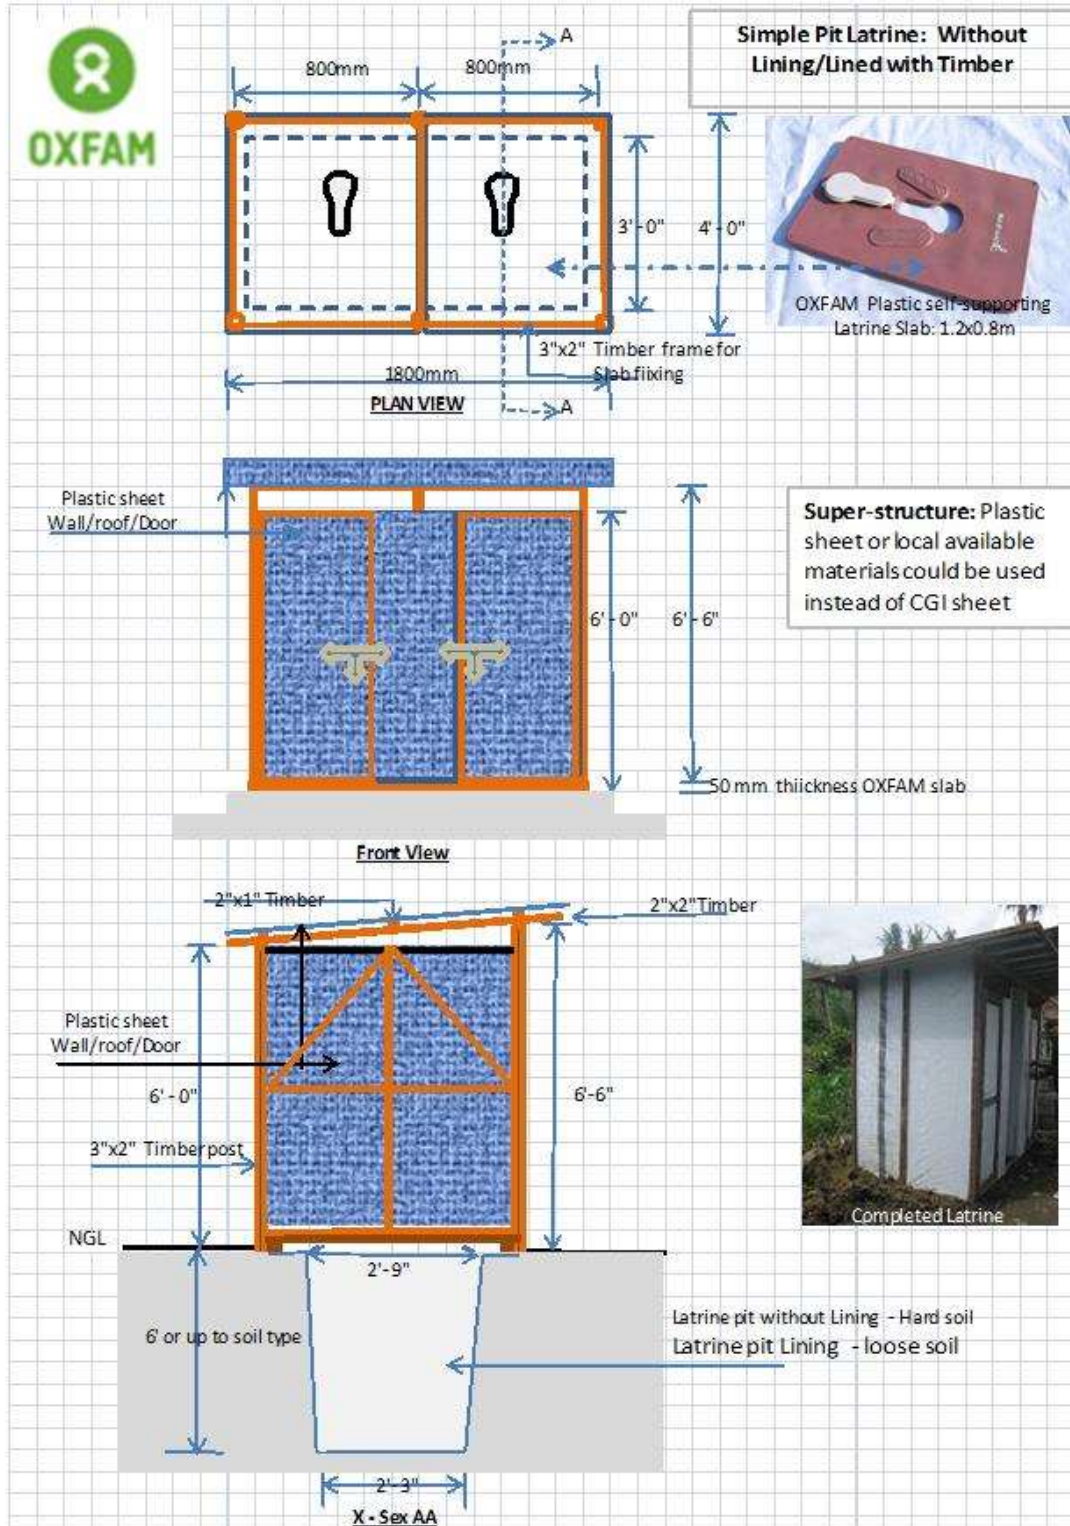 OXFAM
Simple Pit Latrine: Without
Lining/Lined with Timber
A
800mm
800mm
3'-0"
4'-0"
OXFAM Plastic self-supporting
Latrine Slab: 1.2x0.8m
3"x2" Timber frame for
Slab fiixing
1800mm
PLAN VIEW
A
Plastic sheet
Wall/roof/Door
Super-structure: Plastic
sheet or local available
materials could be used
instead of CGI sheet
6'-0"
6'-6"
50 mm thiickness OXFAM slab
Front View
2"x1" Timber
2"x2"Timber
Plastic sheet
Wall/roof/Door
6'-0"
6'-6"
3"x2" Timber post
Completed Latrine
NGL
2'-9"
6' or up to soil type
Latrine pit without Lining - Hard soil
Latrine pit Lining - loose soil
2'-3"
X - Sex AA